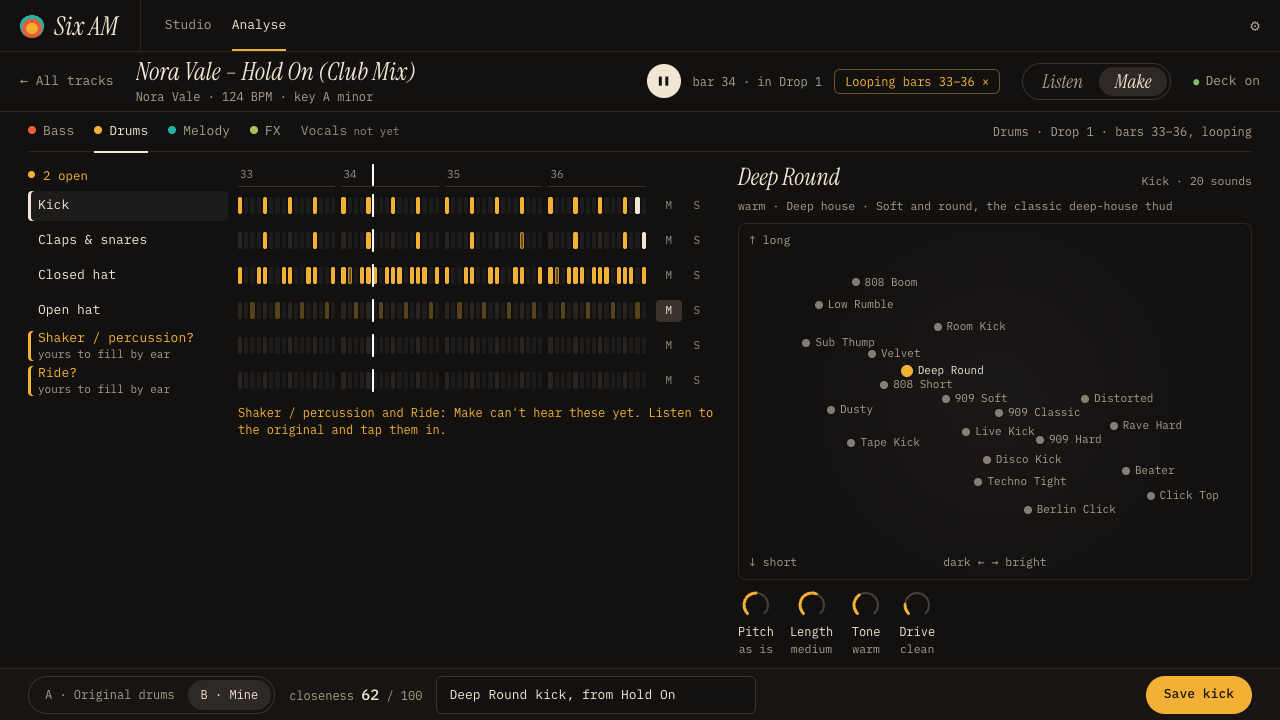 Six AM
Studio
Analyse
← All tracks
Nora Vale – Hold On (Club Mix)
Nora Vale · 124 BPM · key A minor
bar 34 · in Drop 1
Looping bars 33–36 ×
Listen
Make
Deck on
Bass
Drums
Melody
FX
Vocals not yet
Drums · Drop 1 · bars 33–36, looping
2 open
33
34
35
36
Kick
M
S
Claps & snares
M
S
Closed hat
M
S
Open hat
M
S
Shaker / percussion?
yours to fill by ear
M
S
Ride?
yours to fill by ear
M
S
Shaker / percussion and Ride: Make can't hear these yet. Listen to
the original and tap them in.
Deep Round
Kick · 20 sounds
warm · Deep house · Soft and round, the classic deep-house thud
↑ long
808 Boom
Low Rumble
Room Kick
Sub Thump
Velvet
Deep Round
808 Short
909 Soft
Distorted
Dusty
909 Classic
Rave Hard
Live Kick
909 Hard
Tape Kick
Disco Kick
Beater
Techno Tight
Click Top
Berlin Click
↓ short
dark ← → bright
Pitch
as is
Length
medium
Tone
warm
Drive
clean
A · Original drums
B · Mine
closeness 62 / 100
Deep Round kick, from Hold On
Save kick